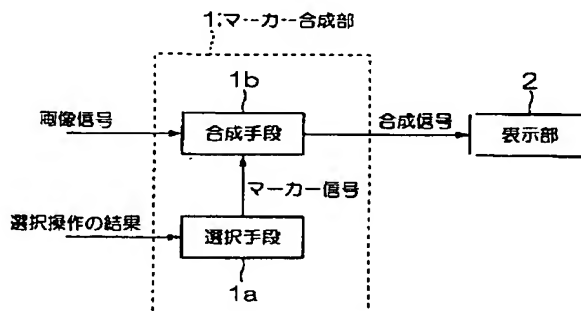 1:マーカー合成部
1b
2
画像信号
合成手段
合成信号
表示部
マーカー信号
選択操作の結果
選択手段
1a